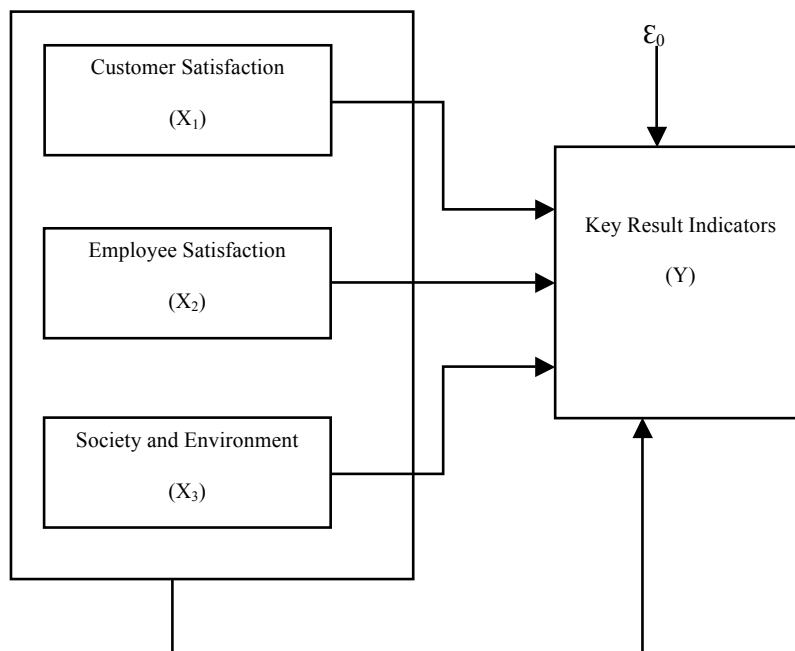 Customer Satisfaction
(X₁)
Employee Satisfaction
(X₂)
Society and Environment
(X₃)
ε₀
Key Result Indicators
(Y)